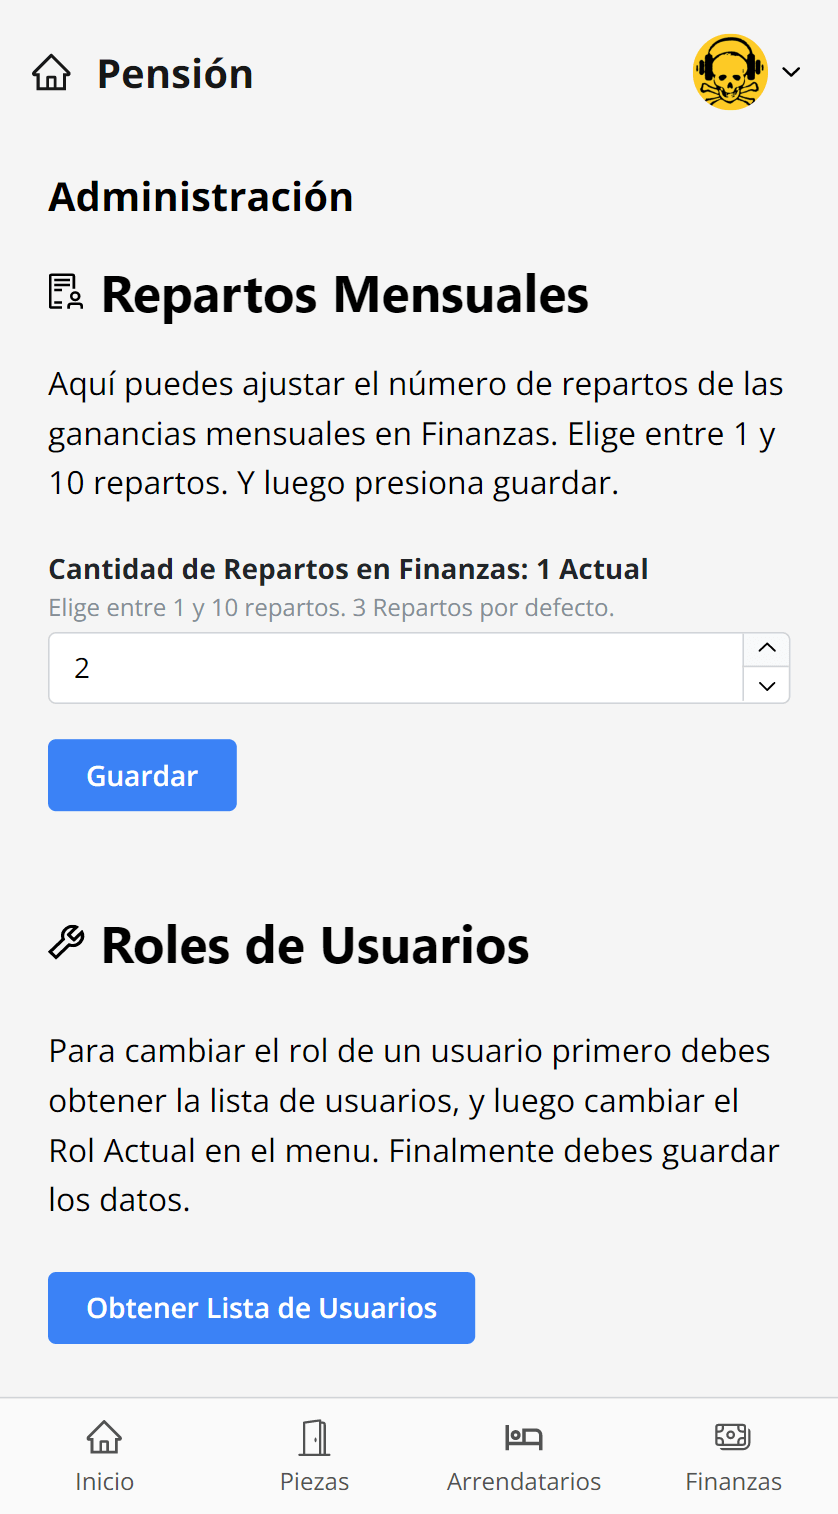 Pensión
Administración
Repartos Mensuales
Aquí puedes ajustar el número de repartos de las
ganancias mensuales en Finanzas. Elige entre 1 y
10 repartos. Y luego presiona guardar.
Cantidad de Repartos en Finanzas: 1 Actual
Elige entre 1 y 10 repartos. 3 Repartos por defecto.
2
Guardar
Roles de Usuarios
Para cambiar el rol de un usuario primero debes
obtener la lista de usuarios, y luego cambiar el
Rol Actual en el menu. Finalmente debes guardar
los datos.
Obtener Lista de Usuarios
Inicio
Piezas
Arrendatarios
Finanzas